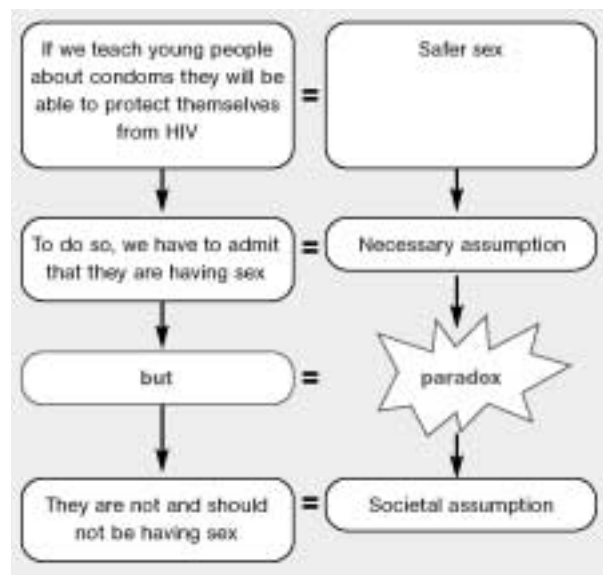 If we teach young people
about condoms they will be
able to protect themselves
from HIV
=
Safer sex
To do so, we have to admit
that they are having sex
=
Necessary assumption
but
=
paradox
They are not and should
not be having sex
=
Societal assumption